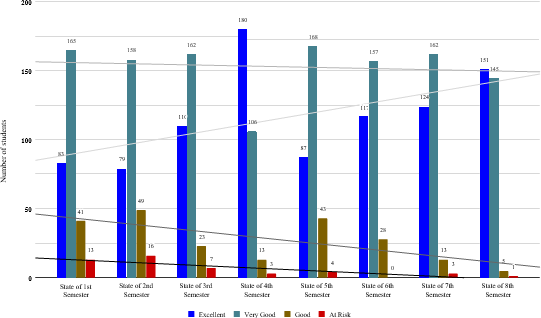 Number of students
200
150
100
50
0
83
165
41
13
79
158
49
16
110
162
23
7
180
106
13
3
87
168
43
4
117
157
28
0
124
162
13
3
151
145
5
1
State of 1st Semester
State of 2nd Semester
State of 3rd Semester
State of 4th Semester
State of 5th Semester
State of 6th Semester
State of 7th Semester
State of 8th Semester
Excellent
Very Good
Good
At Risk